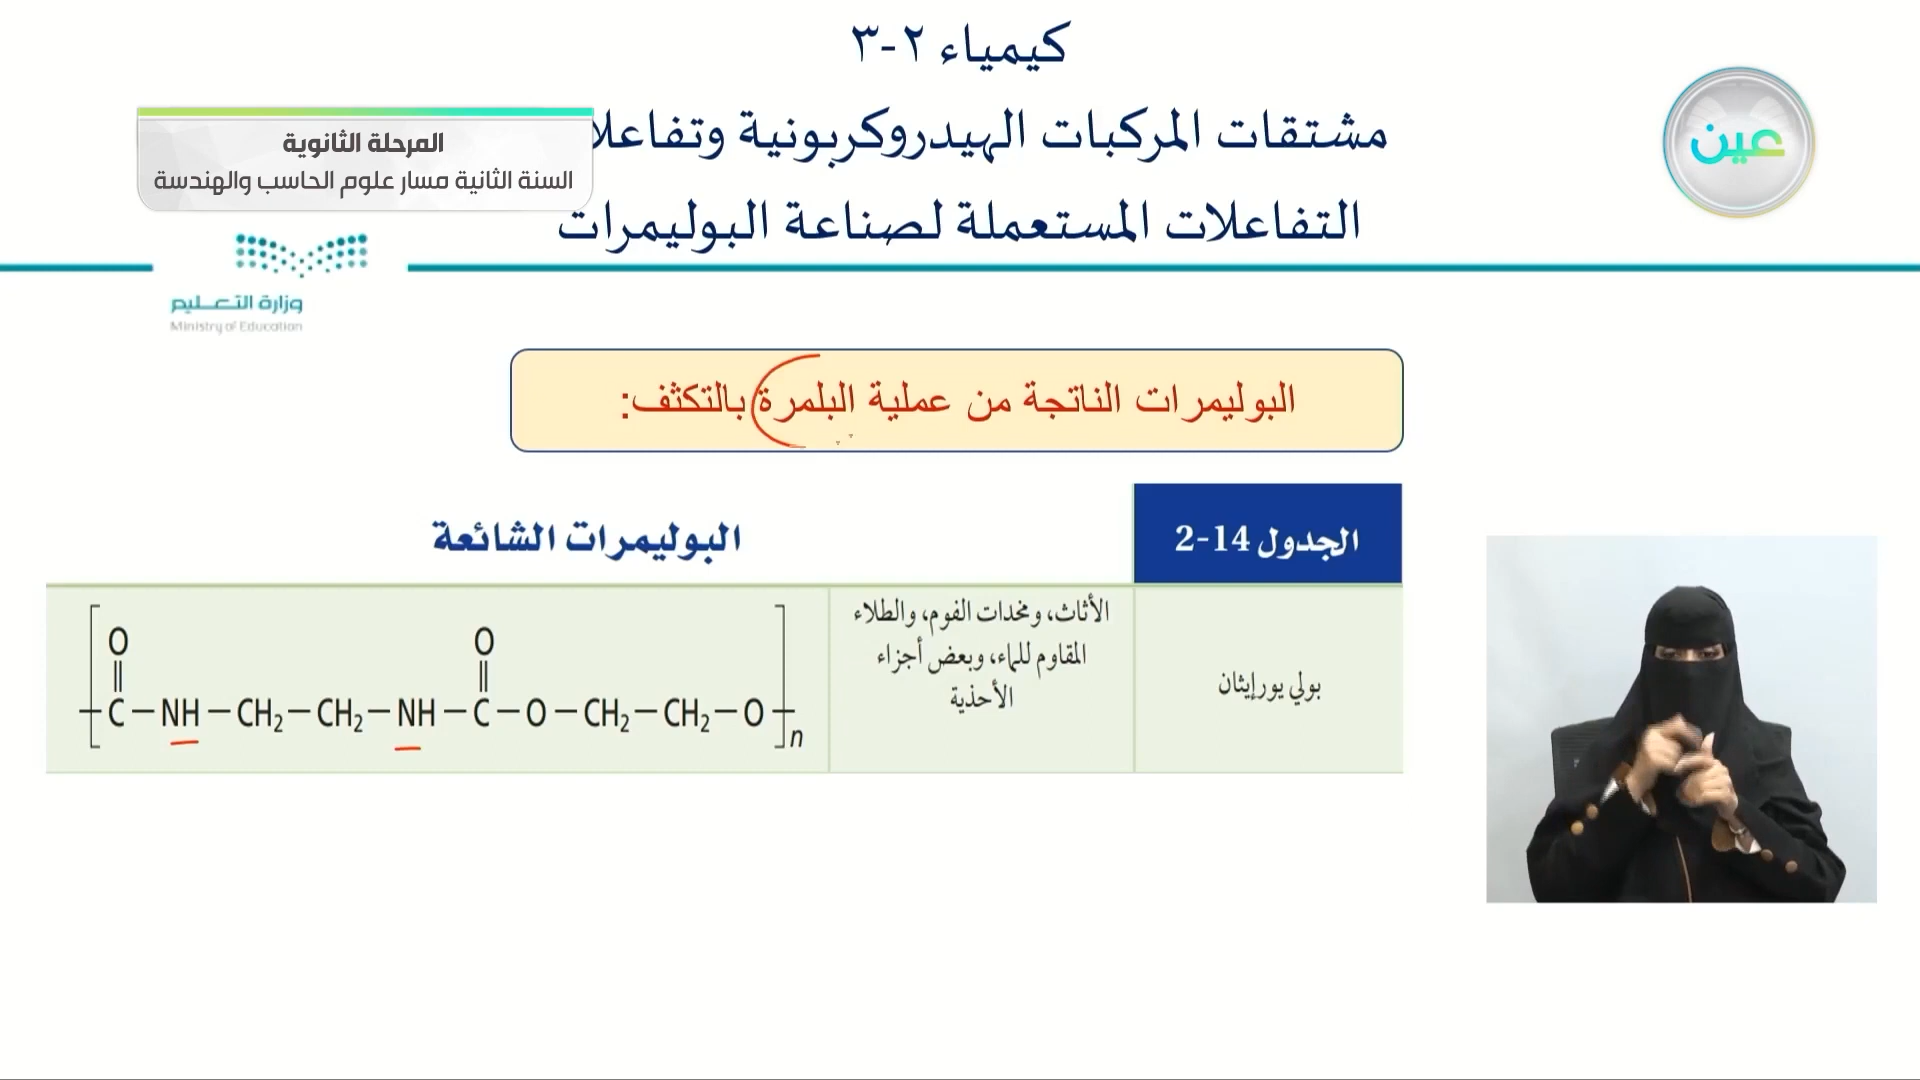 كيمياء ٢-٣
مشتقات المركبات الهيدروكربونية وتفاعلا
التفاعلات المستعملة لصناعة البوليمرات
المرحلة الثانوية
السنة الثانية مسار علوم الحاسب والهندسة
عين
وزارة التعليم
Ministry of Education
البوليمرات الناتجة من عملية البلمرة بالتكثف:
الجدول 14-2
البوليمرات الشائعة
بولي يورإيثان
الأثاث، ومخدات الفوم، والطلاء
المقاوم للماء، وبعض أجزاء
الأحذية
O O
C — NH — CH₂ — CH₂ — NH — C — O — CH₂ — CH₂ — O
n